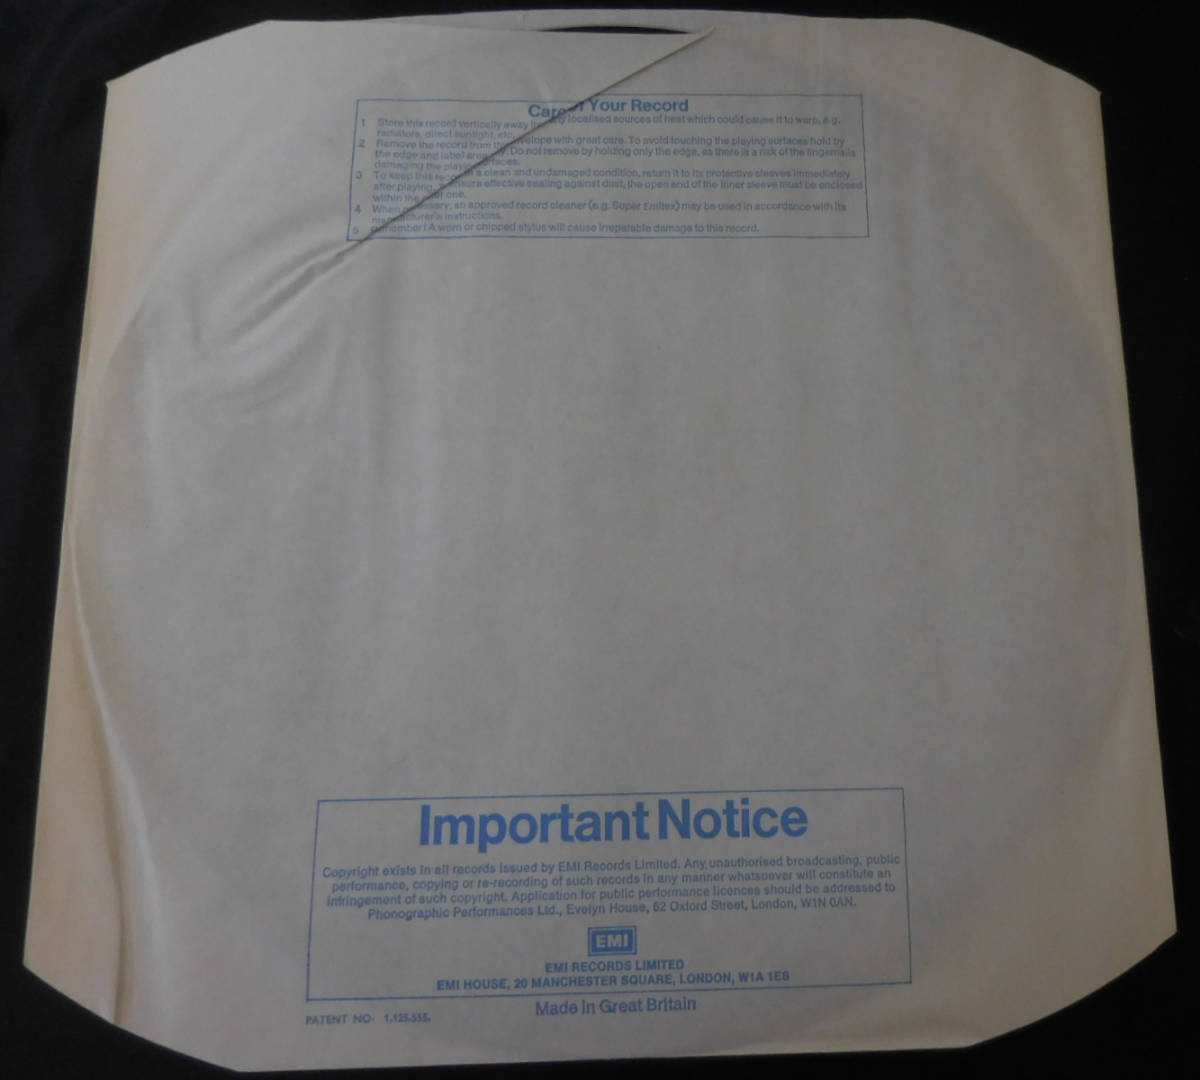 Care of Your Record
1 Store this record vertically away localised sources of heat which could cause it to warp, e.g.
radiators, direct sunlight, etc.
2 Remove the record from this envelope with great care. To avoid touching the playing surfaces hold by
the edge and label area only. Do not remove by holding only the edge, as there is a risk of the fingernails
damaging the playing surfaces.
3 To keep this record in a clean and undamaged condition, return it to its protective sleeves immediately
after playing. ensure effective sealing against dust, the open end of the inner sleeve must be enclosed
within the one.
4 When necessary, an approved record cleaner (e.g. Super Emitex) may be used in accordance with its
manufacturer's instructions.
5 Remember! A worn or chipped stylus will cause irreparable damage to this record.
Important Notice
Copyright exists in all records issued by EMI Records Limited. Any unauthorised broadcasting, public
performance, copying or re-recording of such records in any manner whatsoever will constitute an
infringement of such copyright. Application for public performance licences should be addressed to
Phonographic Performances Ltd., Evelyn House, 62 Oxford Street, London, W1N 0AN.
EMI
EMI RECORDS LIMITED
EMI HOUSE, 20 MANCHESTER SQUARE, LONDON, W1A 1ES
Made in Great Britain
PATENT NO· 1,125,555.